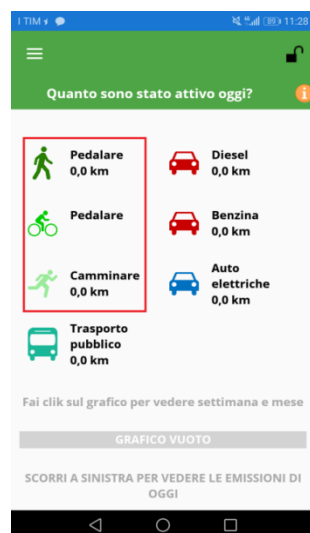 I TIM 89 11:28
Quanto sono stato attivo oggi?
Pedalare
0,0 km
Diesel
0,0 km
Pedalare
Benzina
0,0 km
Camminare
0,0 km
Auto
elettriche
0,0 km
Trasporto
pubblico
0,0 km
Fai clik sul grafico per vedere settimana e mese
GRAFICO VUOTO
SCORRI A SINISTRA PER VEDERE LE EMISSIONI DI
OGGI